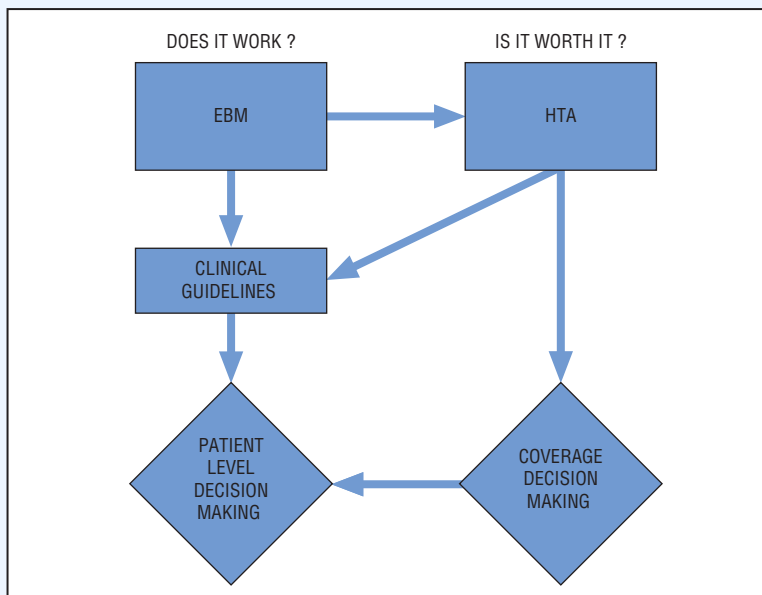 DOES IT WORK ?
IS IT WORTH IT ?
EBM
HTA
CLINICAL
GUIDELINES
PATIENT
LEVEL
DECISION
MAKING
COVERAGE
DECISION
MAKING